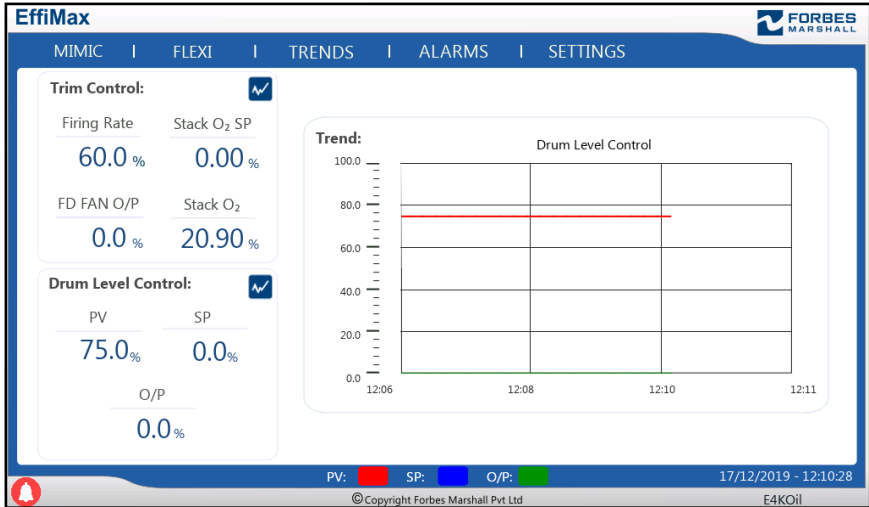 EffiMax
FORBES
MARSHALL
MIMIC | FLEXI | TRENDS | ALARMS | SETTINGS
Trim Control:
Firing Rate Stack O₂ SP
60.0 % 0.00 %
FD FAN O/P Stack O₂
0.0 % 20.90 %
Drum Level Control:
PV SP
75.0% 0.0%
O/P
0.0%
Trend:
Drum Level Control
100.0
80.0
60.0
40.0
20.0
0.0
12:06 12:08 12:10 12:11
PV: SP: O/P:
17/12/2019 - 12:10:28
©Copyright Forbes Marshall Pvt Ltd
E4KOil